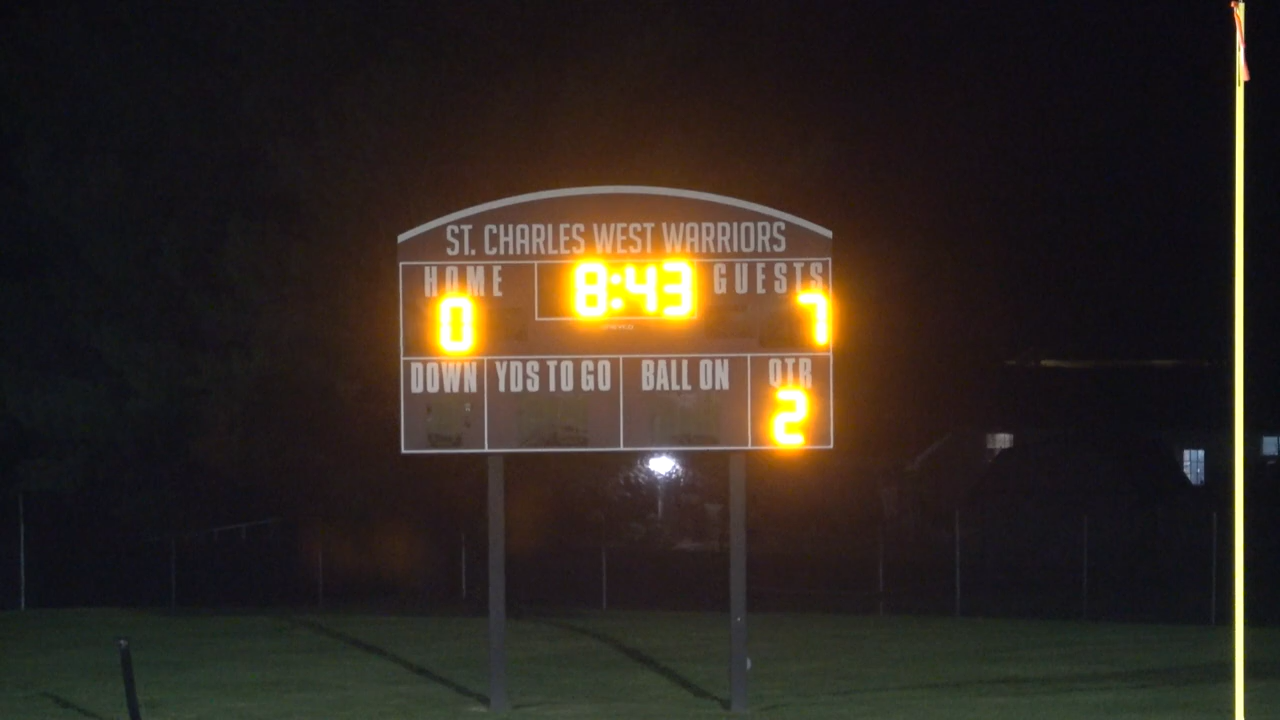 ST. CHARLES WEST WARRIORS
HOME 8:43 GUESTS
0 7
DOWN YDS TO GO BALL ON QTR
2